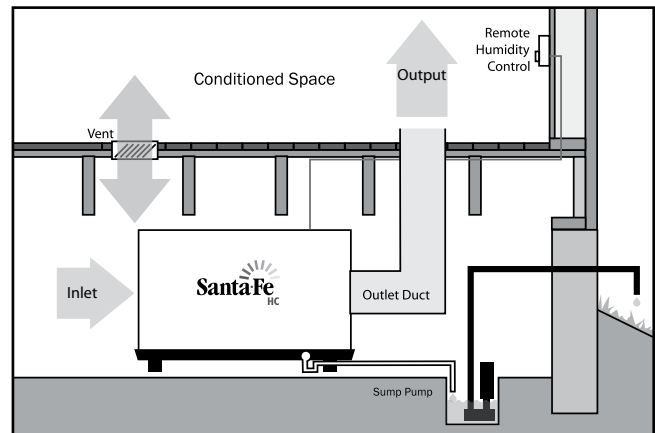 Remote
Humidity
Control
Conditioned Space
Output
Vent
Inlet
Santa·Fe
HC
Outlet Duct
Sump Pump